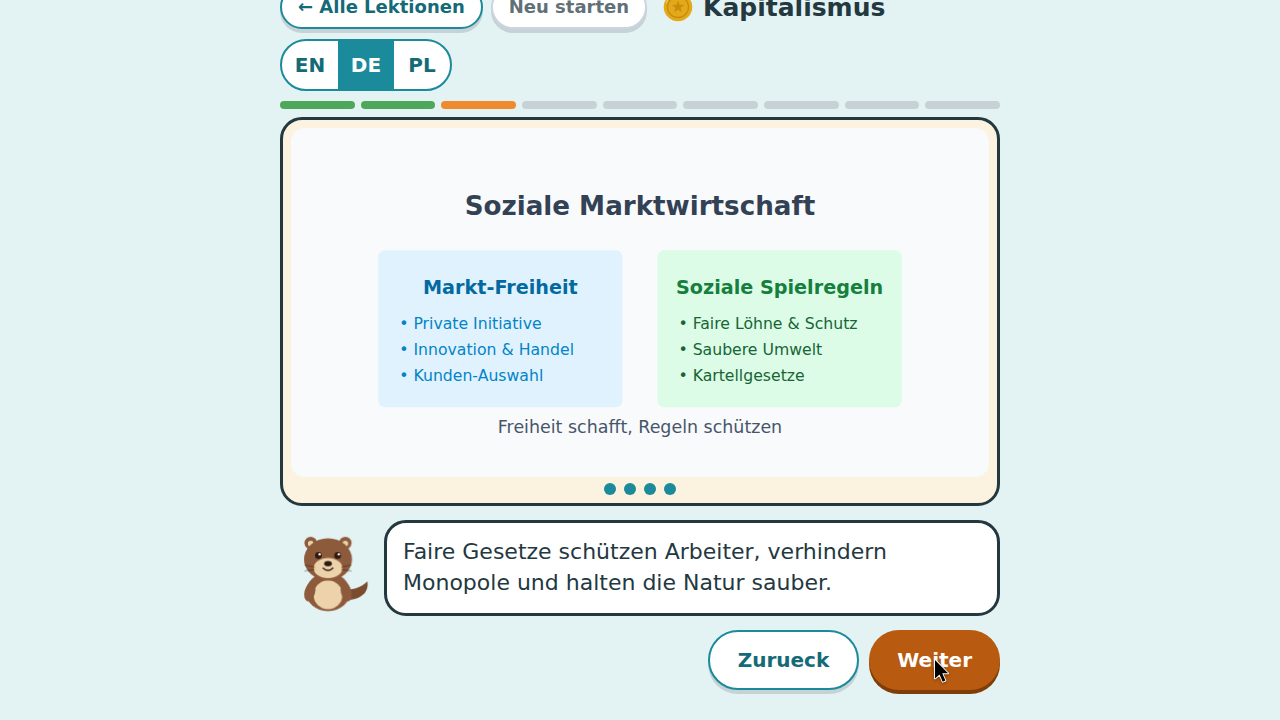 ← Alle Lektionen
Neu starten
Kapitalismus
EN DE PL
Soziale Marktwirtschaft
Markt-Freiheit
• Private Initiative
• Innovation & Handel
• Kunden-Auswahl
Soziale Spielregeln
• Faire Löhne & Schutz
• Saubere Umwelt
• Kartellgesetze
Freiheit schafft, Regeln schützen
Faire Gesetze schützen Arbeiter, verhindern
Monopole und halten die Natur sauber.
Zurueck
Weiter